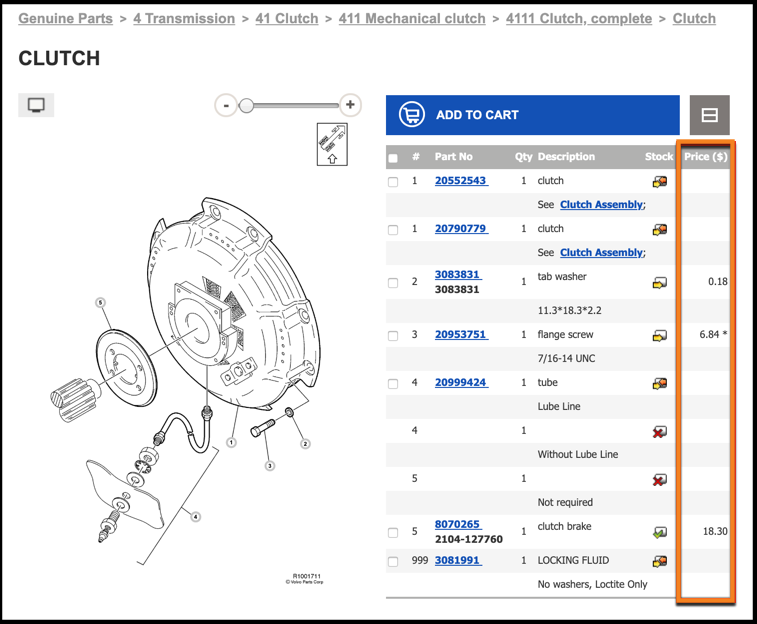 Genuine Parts > 4 Transmission > 41 Clutch > 411 Mechanical clutch > 4111 Clutch, complete > Clutch
CLUTCH
- +
ADD TO CART
# Part No Qty Description Stock Price ($)
1 20552543 1 clutch
See Clutch Assembly;
1 20790779 1 clutch
See Clutch Assembly;
2 3083831 1 tab washer 0.18
3083831
11.3*18.3*2.2
3 20953751 1 flange screw 6.84 *
7/16-14 UNC
4 20999424 1 tube
Lube Line
4 1
Without Lube Line
5 1
Not required
5 8070265 1 clutch brake 18.30
2104-127760
999 3081991 1 LOCKING FLUID
No washers, Loctite Only
5
1
2
3
4
R1001711
© Volvo Parts Corp